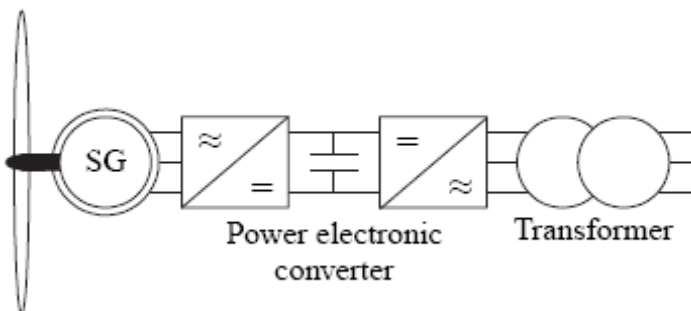 SG
≈
=
=
≈
Power electronic
converter
Transformer